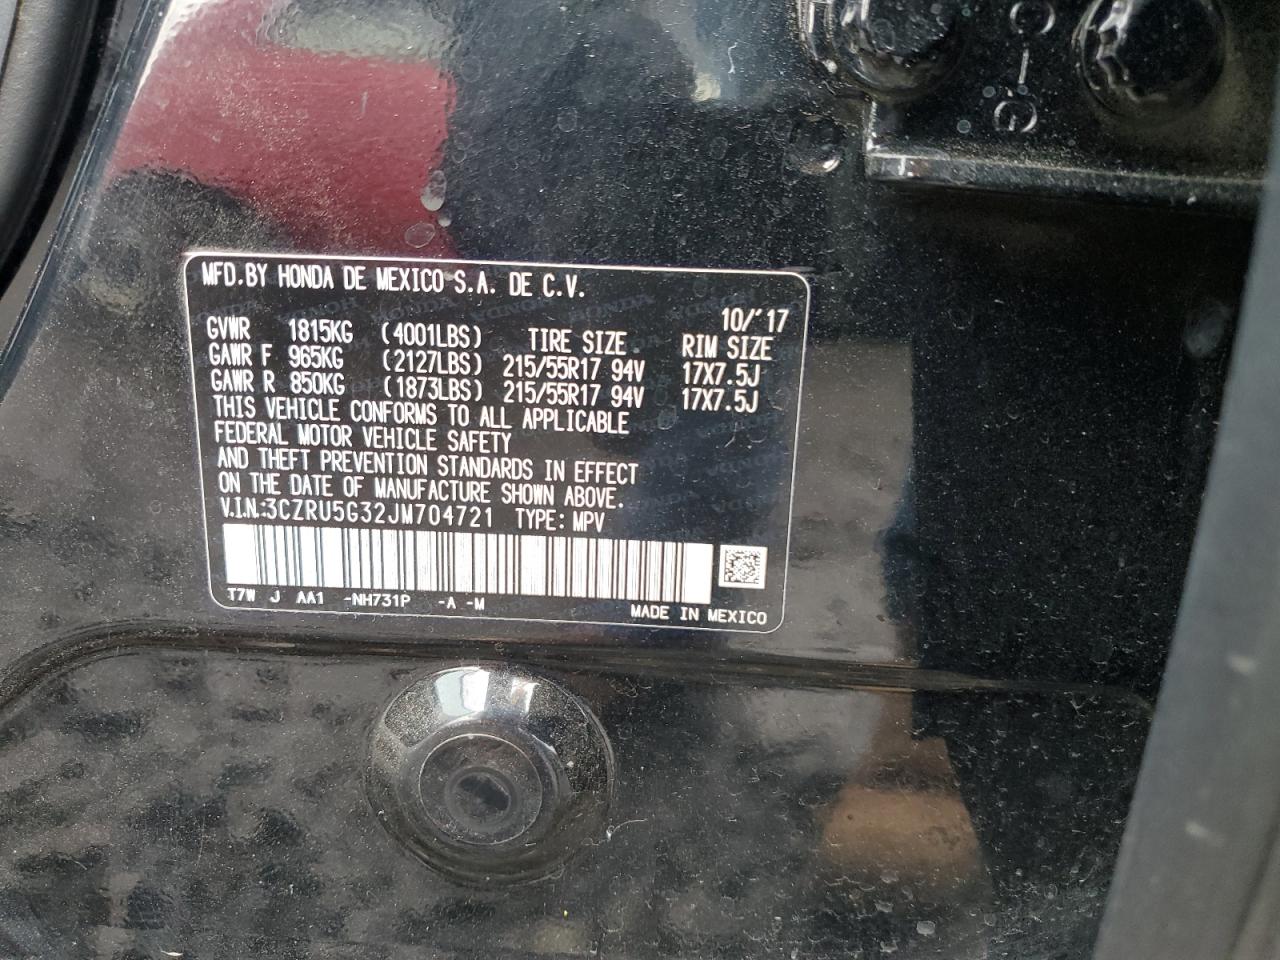 MFD.BY HONDA DE MEXICO S.A. DE C.V.
10/'17
GVWR 1815KG (4001LBS) TIRE SIZE RIM SIZE
GAWR F 965KG (2127LBS) 215/55R17 94V 17X7.5J
GAWR R 850KG (1873LBS) 215/55R17 94V 17X7.5J
THIS VEHICLE CONFORMS TO ALL APPLICABLE
FEDERAL MOTOR VEHICLE SAFETY
AND THEFT PREVENTION STANDARDS IN EFFECT
ON THE DATE OF MANUFACTURE SHOWN ABOVE.
V.I.N.:3CZRU5G32JM704721 TYPE: MPV
T7W J AA1 -NH731P -A -M
MADE IN MEXICO